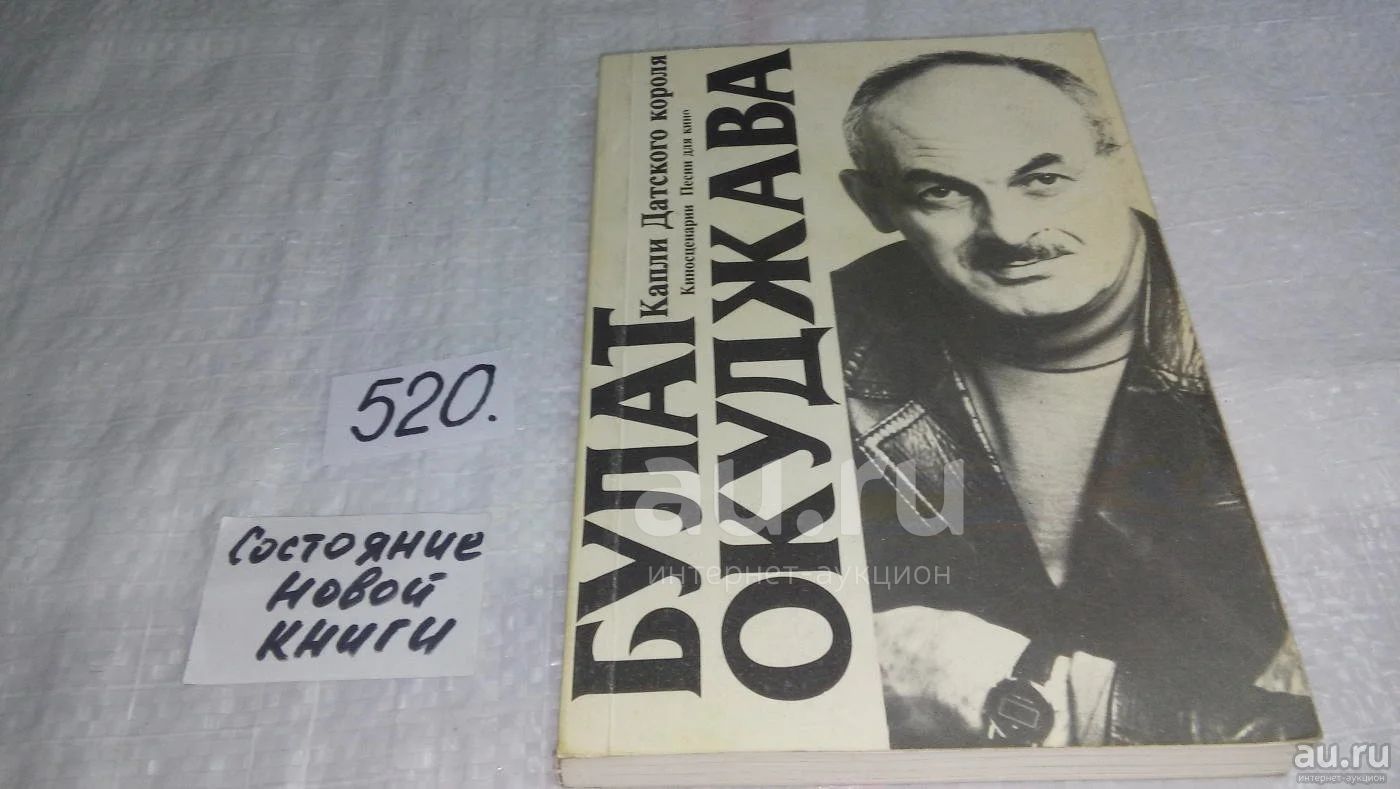 520.
Состояние
новой
книги
БУЛАТ
Капли Датского короля
Киносценарии Песни для кино
ОКУДЖАВА
au.ru
интернет-аукцион
au.ru
интернет-аукцион